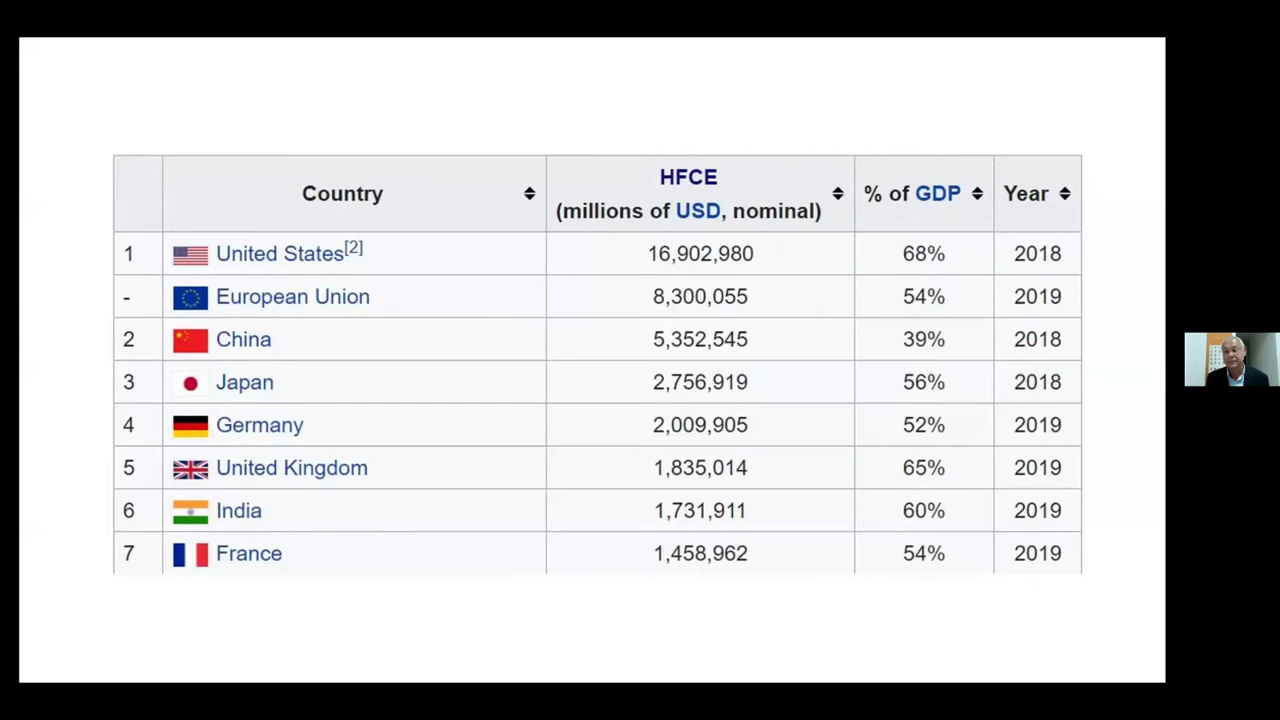 Country HFCE (millions of USD, nominal) % of GDP Year
1 United States[2] 16,902,980 68% 2018
- European Union 8,300,055 54% 2019
2 China 5,352,545 39% 2018
3 Japan 2,756,919 56% 2018
4 Germany 2,009,905 52% 2019
5 United Kingdom 1,835,014 65% 2019
6 India 1,731,911 60% 2019
7 France 1,458,962 54% 2019